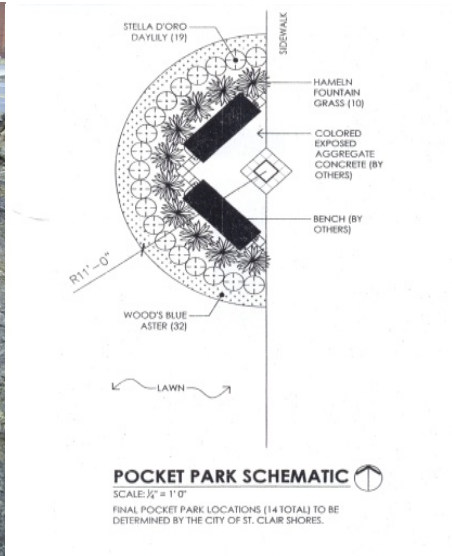 STELLA D'ORO
DAYLILY (19)
SIDEWALK
HAMELN
FOUNTAIN
GRASS (10)
COLORED
EXPOSED
AGGREGATE
CONCRETE (BY
OTHERS)
BENCH (BY
OTHERS)
R11'-0"
WOOD'S BLUE
ASTER (32)
LAWN
POCKET PARK SCHEMATIC
SCALE: ¼" = 1' 0"
FINAL POCKET PARK LOCATIONS (14 TOTAL) TO BE
DETERMINED BY THE CITY OF ST. CLAIR SHORES.